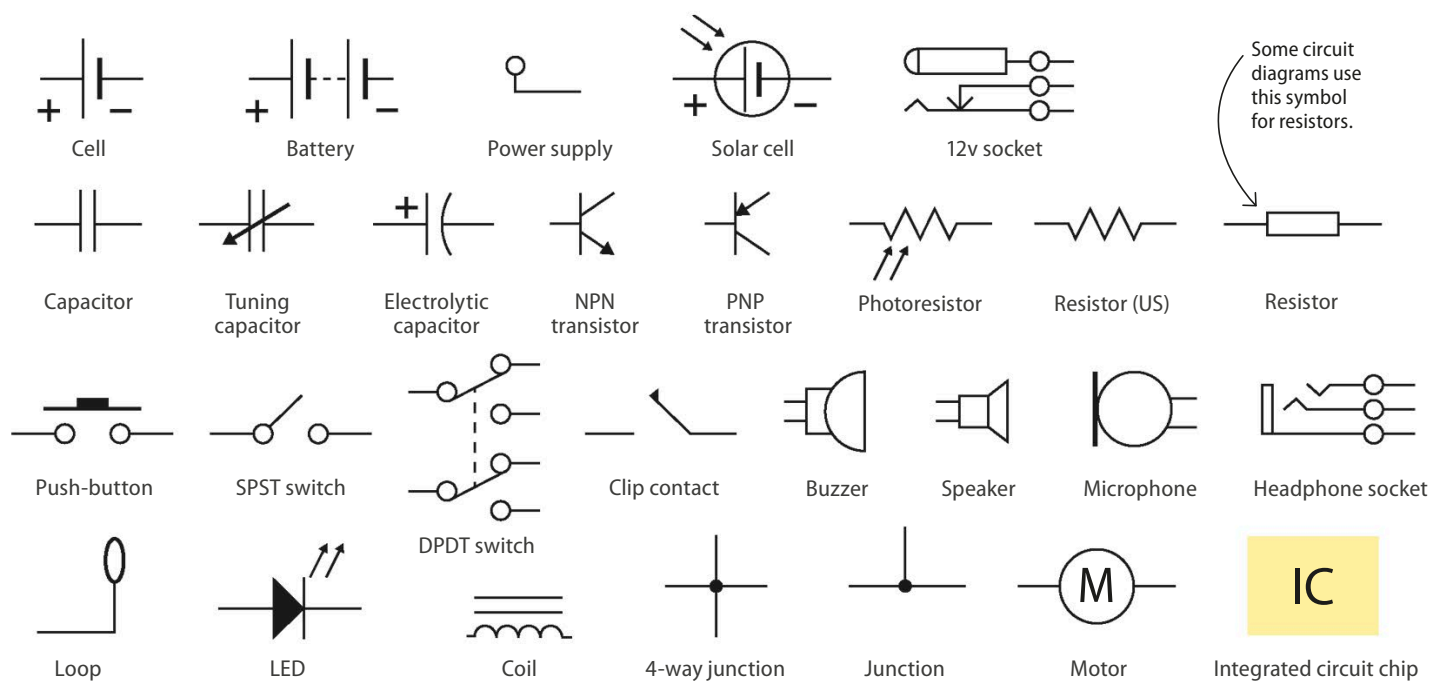 Some circuit
diagrams use
this symbol
for resistors.
+ −
+ −
+ −
Cell
Battery
Power supply
Solar cell
12v socket
+
Capacitor
Tuning
capacitor
Electrolytic
capacitor
NPN
transistor
PNP
transistor
Photoresistor
Resistor (US)
Resistor
Push-button
SPST switch
DPDT switch
Clip contact
Buzzer
Speaker
Microphone
Headphone socket
M
IC
Loop
LED
Coil
4-way junction
Junction
Motor
Integrated circuit chip